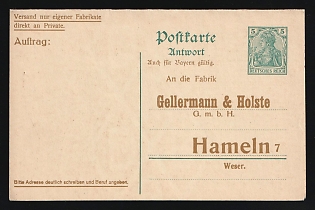 Versand nur eigener Fabrikate
direkt an Private.
Auftrag:
Postkarte
Antwort
Auch für Bayern gültig.
5 5
DEUTSCHES REICH
An die Fabrik
Gellermann & Holste
G. m. b. H.
Hameln 7
Weser.
Bitte Adresse deutlich schreiben und Beruf angeben.